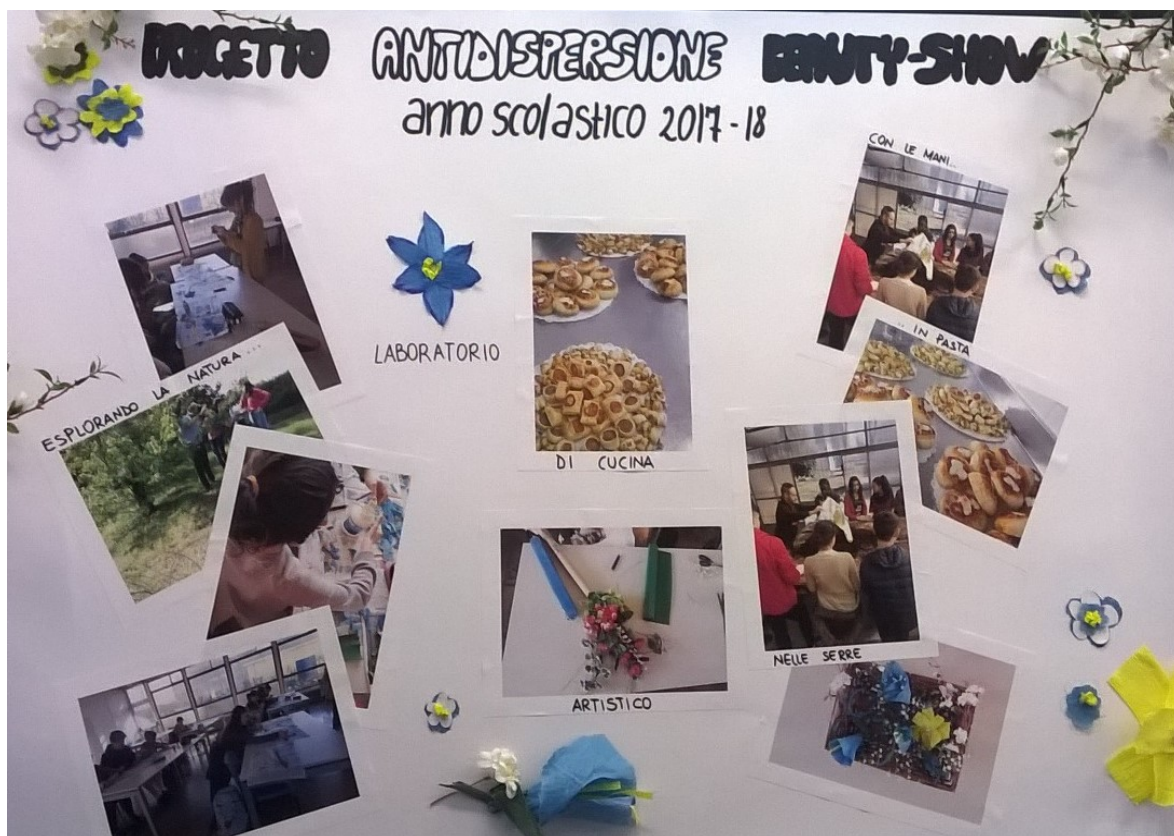 PROGETTO ANTIDISPERSIONE BEAUTY-SHOW
anno scolastico 2017-18
CON LE MANI...
... IN PASTA
LABORATORIO
ESPLORANDO LA NATURA...
DI CUCINA
NELLE SERRE
ARTISTICO